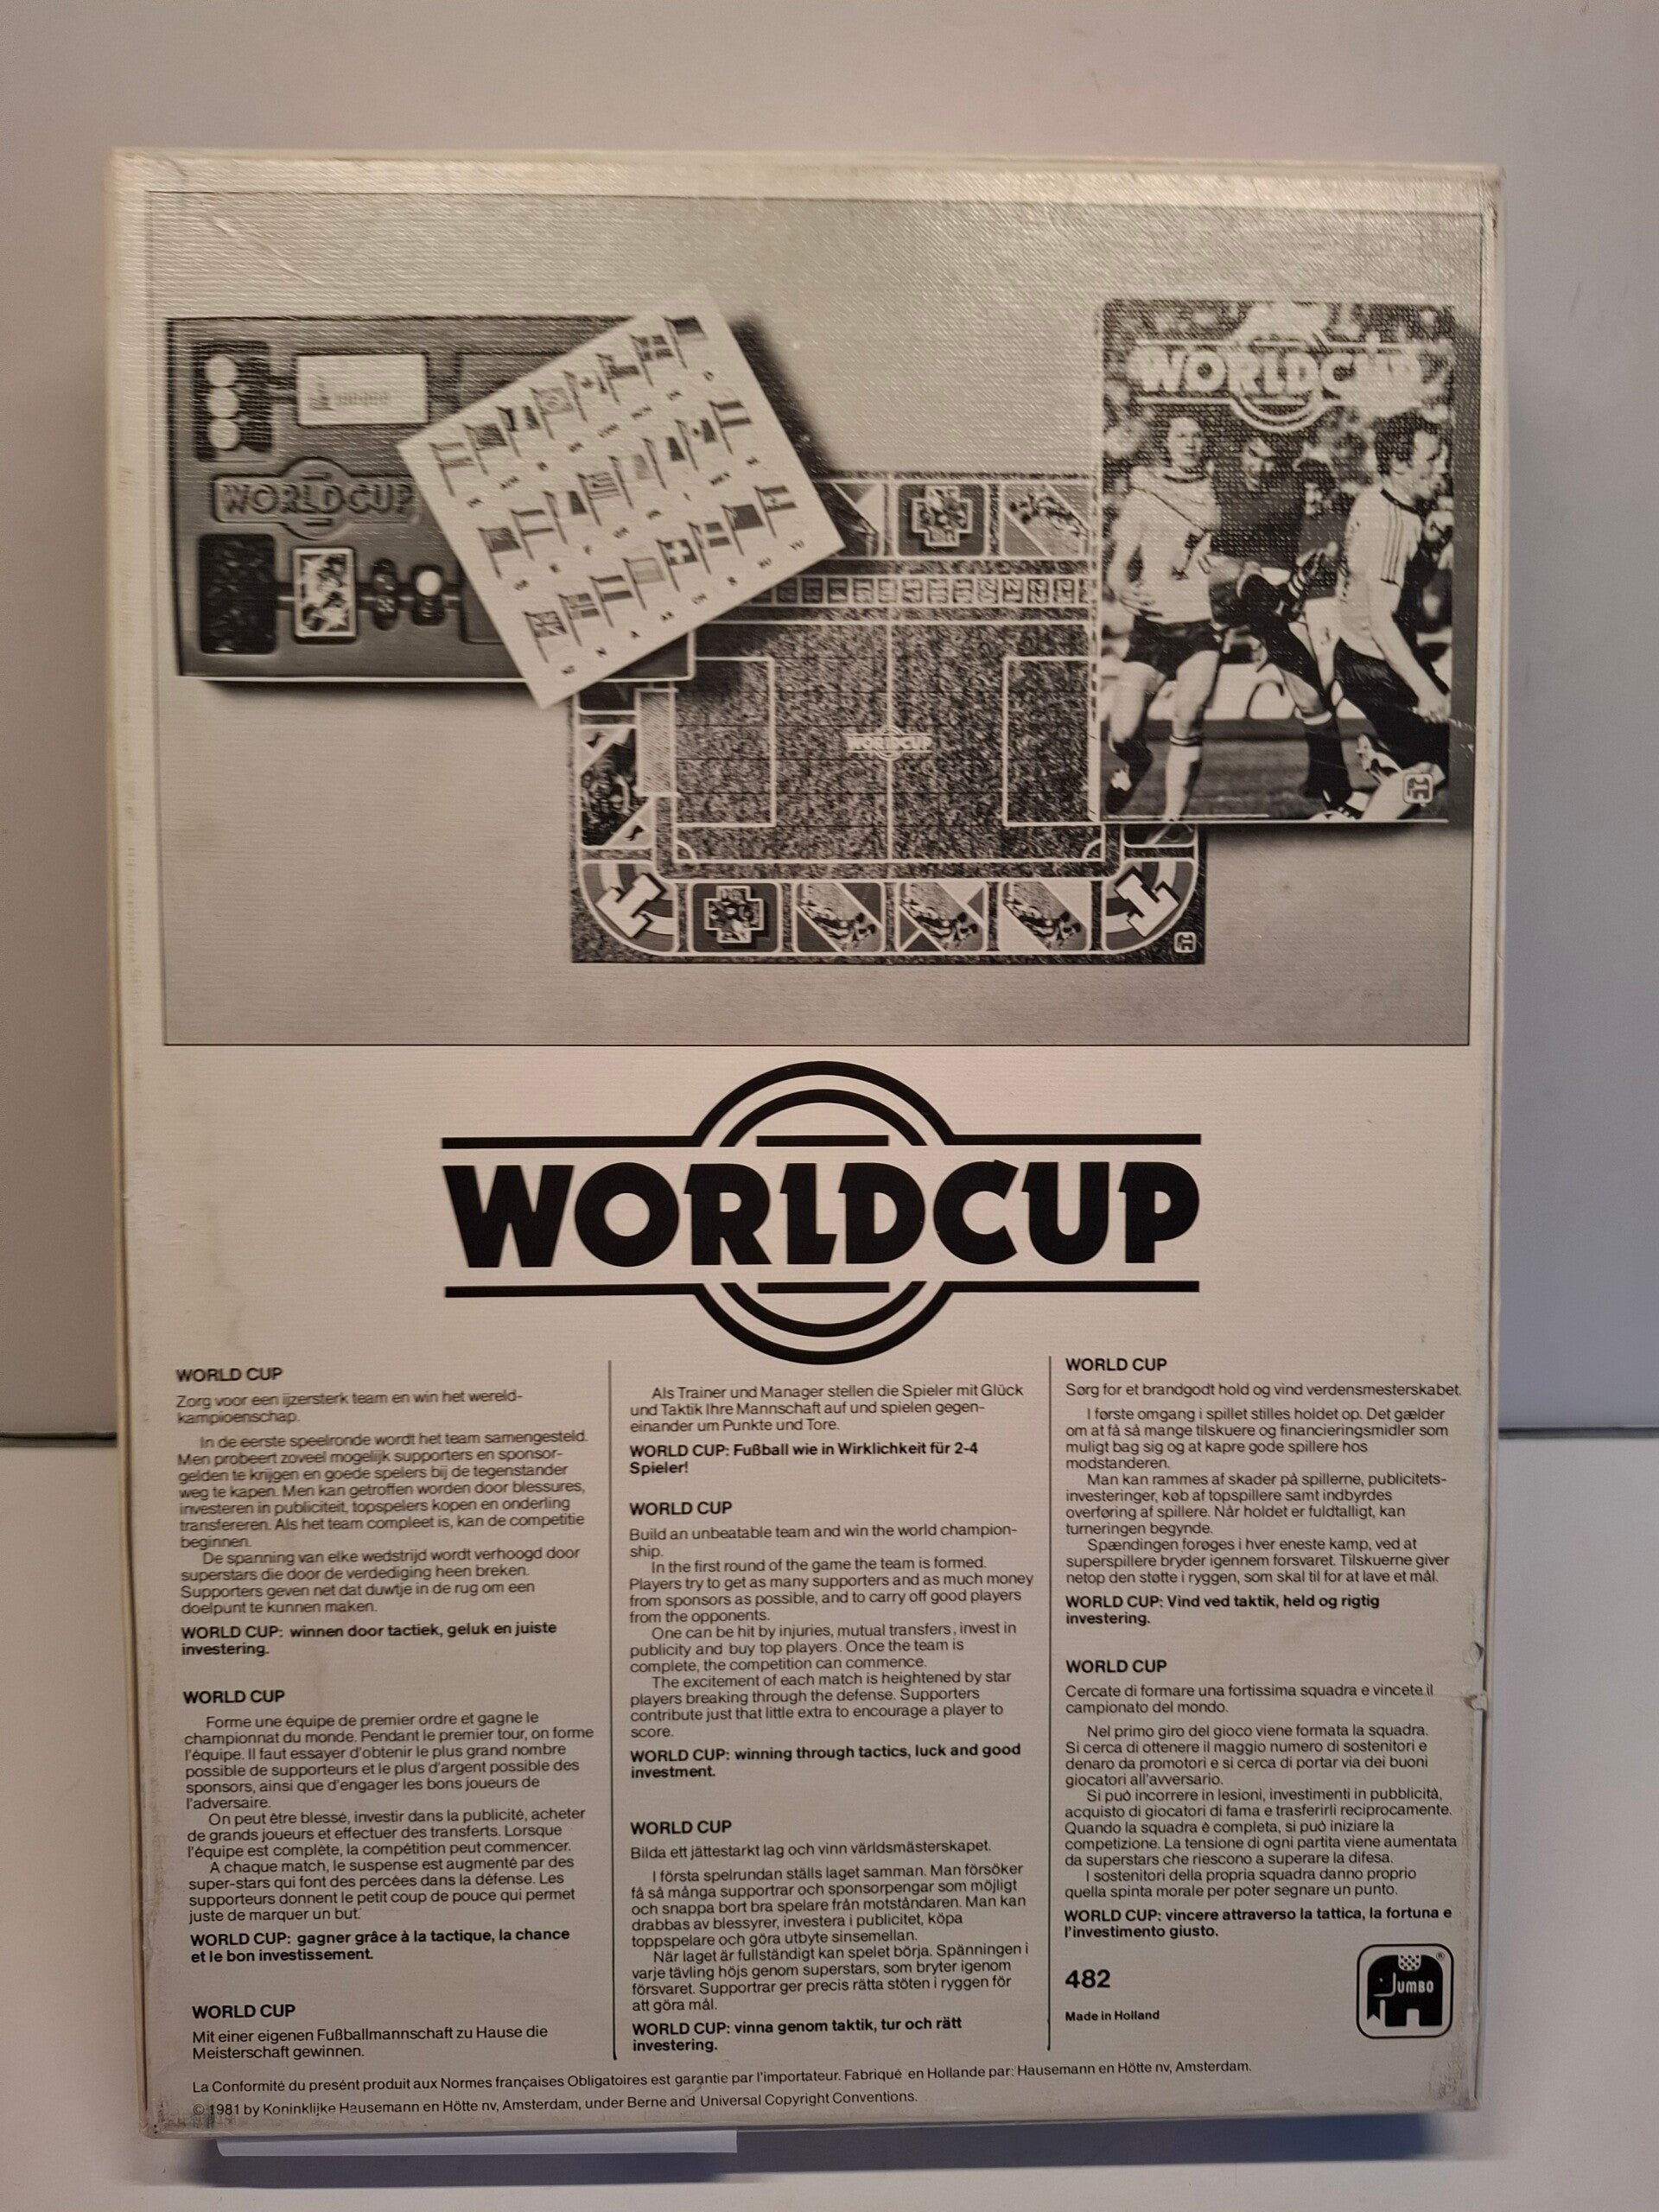 WORLDCUP
WORLDCUP
WORLDCUP
WORLDCUP
WORLD CUP
Zorg voor een ijzersterk team en win het wereld-
kampioenschap.
In de eerste speelronde wordt het team samengesteld.
Men probeert zoveel mogelijk supporters en sponsor-
gelden te krijgen en goede spelers bij de tegenstander
weg te kapen. Men kan getroffen worden door blessures,
investeren in publiciteit, topspelers kopen en onderling
transfereren. Als het team compleet is, kan de competitie
beginnen.
De spanning van elke wedstrijd wordt verhoogd door
superstars die door de verdediging heen breken.
Supporters geven net dat duwtje in de rug om een
doelpunt te kunnen maken.
WORLD CUP: winnen door tactiek, geluk en juiste
investering.
WORLD CUP
Forme une équipe de premier ordre et gagne le
championnat du monde. Pendant le premier tour, on forme
l'équipe. Il faut essayer d'obtenir le plus grand nombre
possible de supporteurs et le plus d'argent possible des
sponsors, ainsi que d'engager les bons joueurs de
l'adversaire.
On peut être blessé, investir dans la publicité, acheter
de grands joueurs et effectuer des transferts. Lorsque
l'équipe est complète, la compétition peut commencer.
A chaque match, le suspense est augmenté par des
super-stars qui font des percées dans la défense. Les
supporteurs donnent le petit coup de pouce qui permet
juste de marquer un but.
WORLD CUP: gagner grâce à la tactique, la chance
et le bon investissement.
WORLD CUP
Mit einer eigenen Fußballmannschaft zu Hause die
Meisterschaft gewinnen.
Als Trainer und Manager stellen die Spieler mit Glück
und Taktik Ihre Mannschaft auf und spielen gegen-
einander um Punkte und Tore.
WORLD CUP: Fußball wie in Wirklichkeit für 2-4
Spieler!
WORLD CUP
Build an unbeatable team and win the world champion-
ship.
In the first round of the game the team is formed.
Players try to get as many supporters and as much money
from sponsors as possible, and to carry off good players
from the opponents.
One can be hit by injuries, mutual transfers, invest in
publicity and buy top players. Once the team is
complete, the competition can commence.
The excitement of each match is heightened by star
players breaking through the defense. Supporters
contribute just that little extra to encourage a player to
score.
WORLD CUP: winning through tactics, luck and good
investment.
WORLD CUP
Bilda ett jättestarkt lag och vinn världsmästerskapet.
I första spelrundan ställs laget samman. Man försöker
få så många supportrar och sponsorpengar som möjligt
och snappa bort bra spelare från motståndaren. Man kan
drabbas av blessyrer, investera i publicitet, köpa
toppspelare och göra utbyte sinsemellan.
När laget är fullständigt kan spelet börja. Spänningen i
varje tävling höjs genom superstars, som bryter igenom
försvaret. Supportrar ger precis rätta stöten i ryggen för
att göra mål.
WORLD CUP: vinna genom taktik, tur och rätt
investering.
WORLD CUP
Sørg for et brandgodt hold og vind verdensmesterskabet.
I første omgang i spillet stilles holdet op. Det gælder
om at få så mange tilskuere og financieringsmidler som
muligt bag sig og at kapre gode spillere hos
modstanderen.
Man kan rammes af skader på spillerne, publicitets-
investeringer, køb af topspillere samt indbyrdes
overføring af spillere. Når holdet er fuldtalligt, kan
turneringen begynde.
Spændingen forøges i hver eneste kamp, ved at
superspillere bryder igennem forsvaret. Tilskuerne giver
netop den støtte i ryggen, som skal til for at lave et mål.
WORLD CUP: Vind ved taktik, held og rigtig
investering.
WORLD CUP
Cercate di formare una fortissima squadra e vincete il
campionato del mondo.
Nel primo giro del gioco viene formata la squadra.
Si cerca di ottenere il maggio numero di sostenitori e
denaro da promotori e si cerca di portar via dei buoni
giocatori all'avversario.
Si puó incorrere in lesioni, investimenti in pubblicità,
acquisto di giocatori di fama e trasferirli reciprocamente.
Quando la squadra è completa, si puó iniziare la
competizione. La tensione di ogni partita viene aumentata
da superstars che riescono a superare la difesa.
I sostenitori della propria squadra danno proprio
quella spinta morale per poter segnare un punto.
WORLD CUP: vincere attraverso la tattica, la fortuna e
l'investimento giusto.
482
Made in Holland
JUMBO ®
La Conformité du présent produit aux Normes françaises Obligatoires est garantie par l'importateur. Fabriqué en Hollande par: Hausemann en Hötte nv, Amsterdam.
© 1981 by Koninklijke Hausemann en Hötte nv, Amsterdam, under Berne and Universal Copyright Conventions.